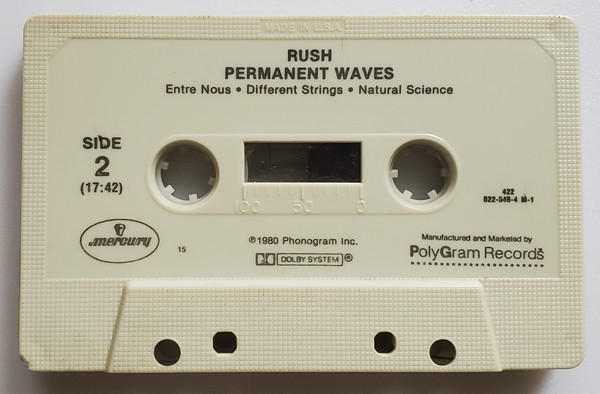 MADE IN U.S.A.
RUSH
PERMANENT WAVES
Entre Nous • Different Strings • Natural Science
SIDE
2
(17:42)
100 50 0
422
822-548-4 M-1
mercury
15
℗1980 Phonogram Inc.
DOLBY SYSTEM ®
Manufactured and Marketed by
PolyGram Records